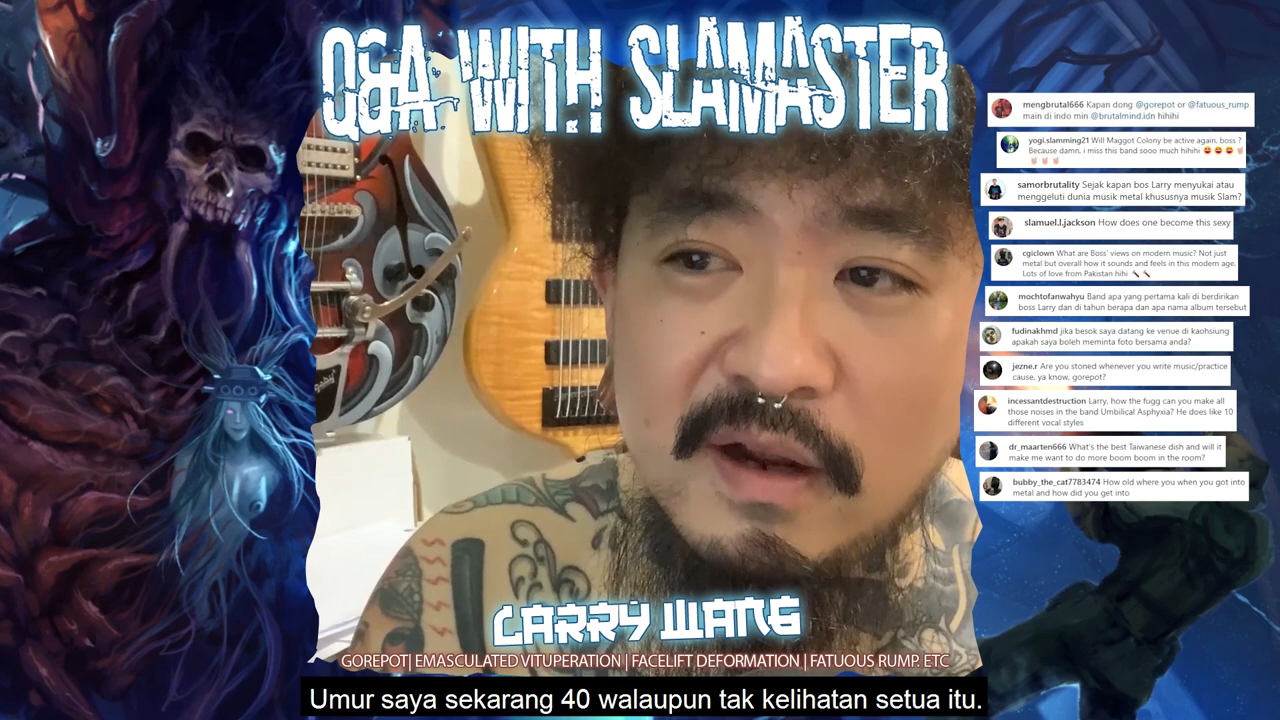 Q&A WITH SLAMASTER
mengbrutal666 Kapan dong @gorepot or @fatuous_rump
main di indo min @brutalmind.idn hihihi
yogi.slamming21 Will Maggot Colony be active again, boss ?
Because damn, i miss this band sooo much hihihi 😍 😍 😍 🤘
🤘 🤘 🤘
samorbrutality Sejak kapan bos Larry menyukai atau
menggeluti dunia musik metal khususnya musik Slam?
slamuel.l.jackson How does one become this sexy
cgiclown What are Boss' views on modern music? Not just
metal but overall how it sounds and feels in this modern age.
Lots of love from Pakistan hihi
mochtofanwahyu Band apa yang pertama kali di berdirikan
boss Larry dan di tahun berapa dan apa nama album tersebut
fudinakhmd jika besok saya datang ke venue di kaohsiung
apakah saya boleh meminta foto bersama anda?
jezne.r Are you stoned whenever you write music/practice
cause, ya know, gorepot?
incessantdestruction Larry, how the fugg can you make all
those noises in the band Umbilical Asphyxia? He does like 10
different vocal styles
dr_maarten666 What's the best Taiwanese dish and will it
make me want to do more boom boom in the room?
bubby_the_cat7783474 How old where you when you got into
metal and how did you get into
LARRY WANG
GOREPOT| EMASCULATED VITUPERATION | FACELIFT DEFORMATION | FATUOUS RUMP. ETC
Umur saya sekarang 40 walaupun tak kelihatan setua itu.